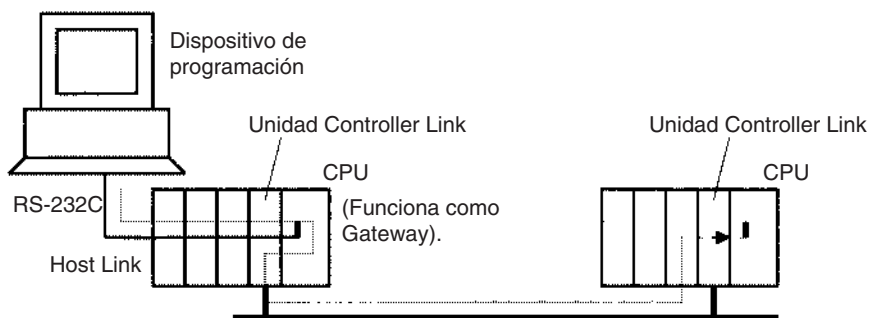 Dispositivo de
programación
Unidad Controller Link
Unidad Controller Link
CPU
CPU
RS-232C
(Funciona como
Gateway).
Host Link